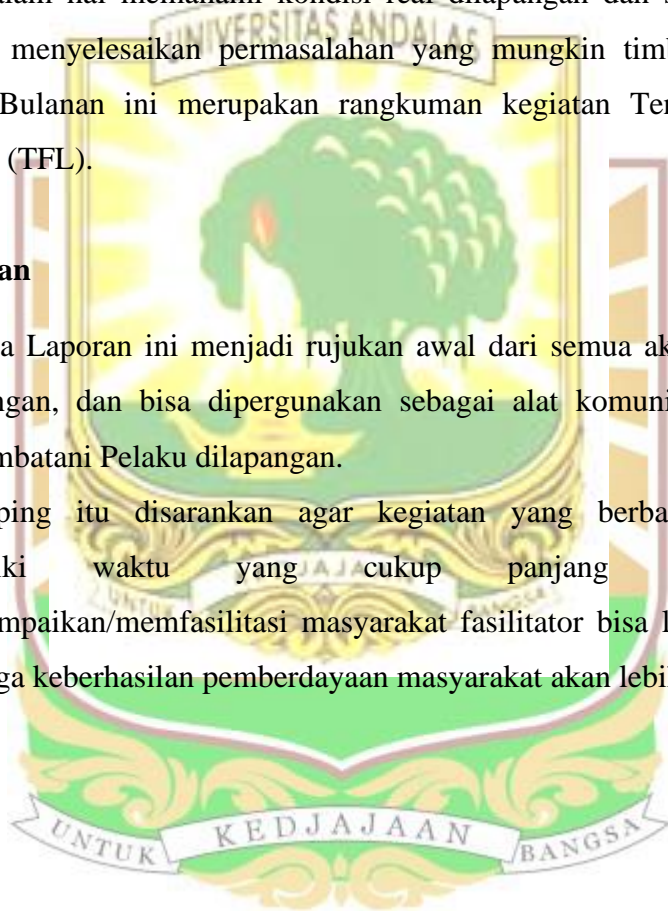 dalam hal memahami kondisi real dilapangan dan s
UNIVERSITAS ANDALAS
menyelesaikan permasalahan yang mungkin timb
Bulanan ini merupakan rangkuman kegiatan Ter
(TFL).
an
a Laporan ini menjadi rujukan awal dari semua ak
ngan, dan bisa dipergunakan sebagai alat komuni
mbatani Pelaku dilapangan.
ping itu disarankan agar kegiatan yang berba
ki waktu yang cukup panjang
mpaikan/memfasilitasi masyarakat fasilitator bisa l
ga keberhasilan pemberdayaan masyarakat akan lebi
UNTUK KEDJAJAAN BANGSA